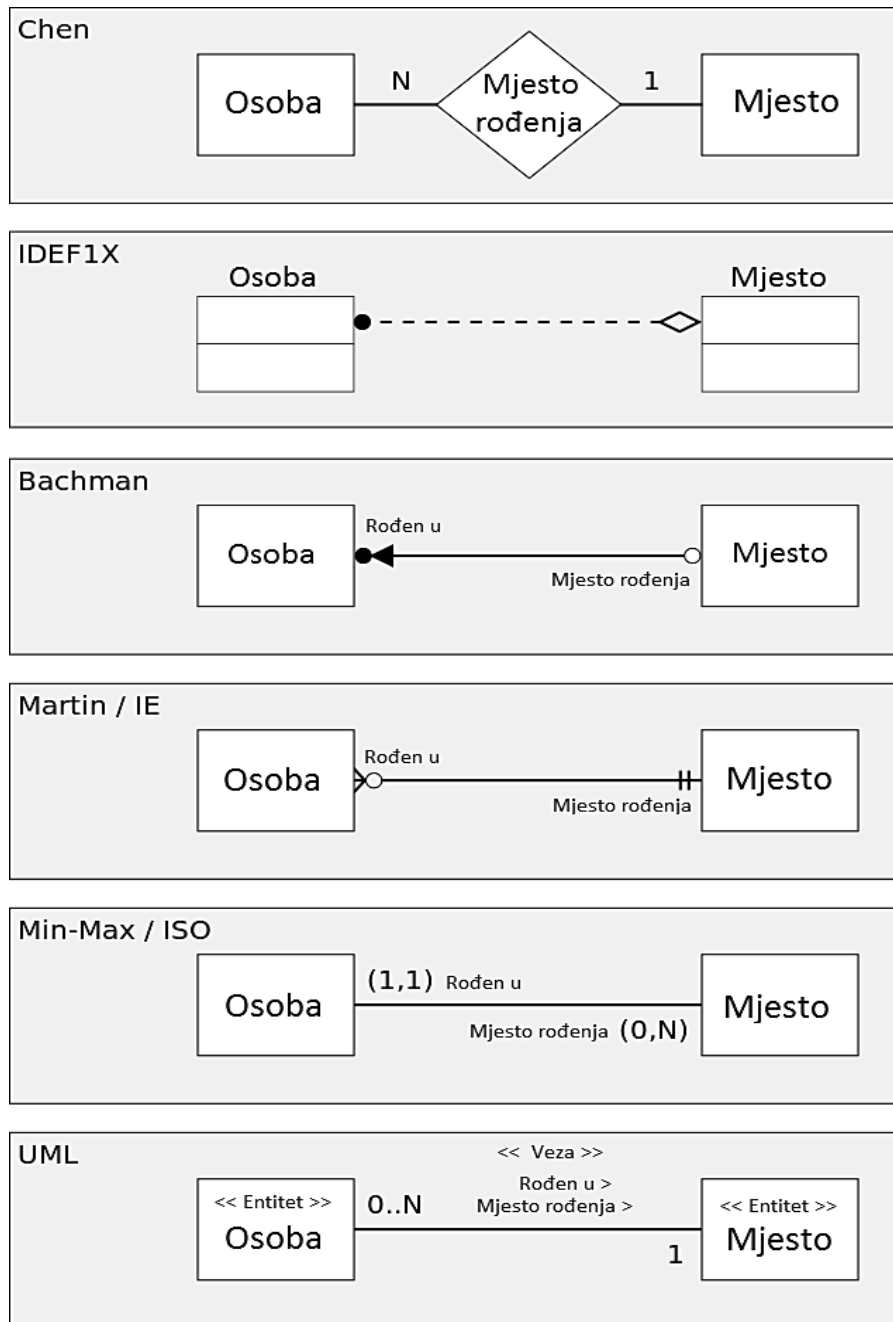 Chen
Osoba
N
Mjesto
rođenja
1
Mjesto
IDEF1X
Osoba
Mjesto
Bachman
Osoba
Rođen u
Mjesto rođenja
Mjesto
Martin / IE
Osoba
Rođen u
Mjesto rođenja
Mjesto
Min-Max / ISO
Osoba
(1,1) Rođen u
Mjesto rođenja (0,N)
Mjesto
UML
<< Entitet >>
Osoba
0..N
<< Veza >>
Rođen u >
Mjesto rođenja >
1
<< Entitet >>
Mjesto